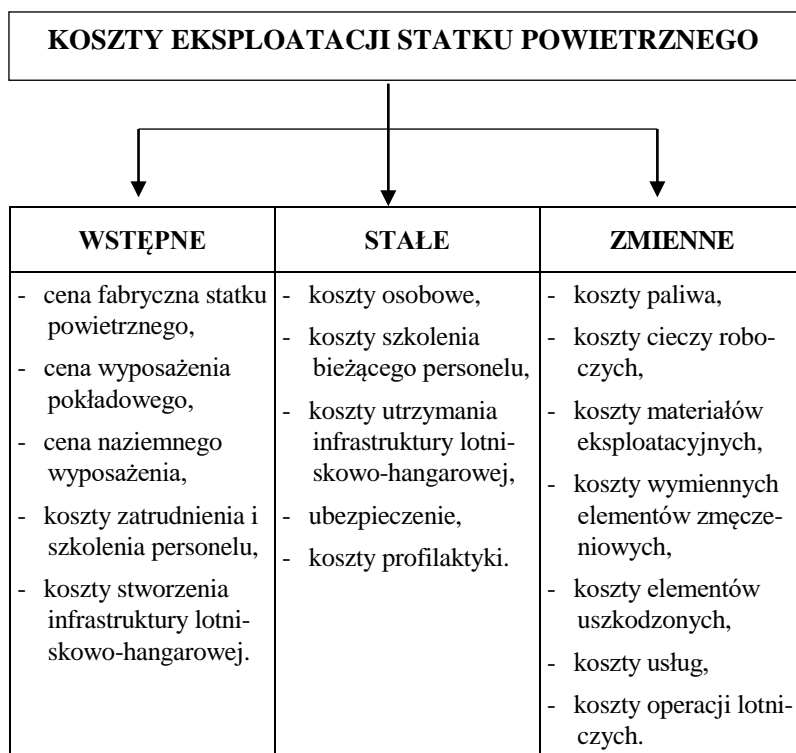 KOSZTY EKSPLOATACJI STATKU POWIETRZNEGO
WSTĘPNE
- cena fabryczna statku
powietrznego,
- cena wyposażenia
pokładowego,
- cena naziemnego
wyposażenia,
- koszty zatrudnienia i
szkolenia personelu,
- koszty stworzenia
infrastruktury lotni-
skowo-hangarowej.
STAŁE
- koszty osobowe,
- koszty szkolenia
bieżącego personelu,
- koszty utrzymania
infrastruktury lotni-
skowo-hangarowej,
- ubezpieczenie,
- koszty profilaktyki.
ZMIENNE
- koszty paliwa,
- koszty cieczy robo-
czych,
- koszty materiałów
eksploatacyjnych,
- koszty wymiennych
elementów zmęcze-
niowych,
- koszty elementów
uszkodzonych,
- koszty usług,
- koszty operacji lotni-
czych.